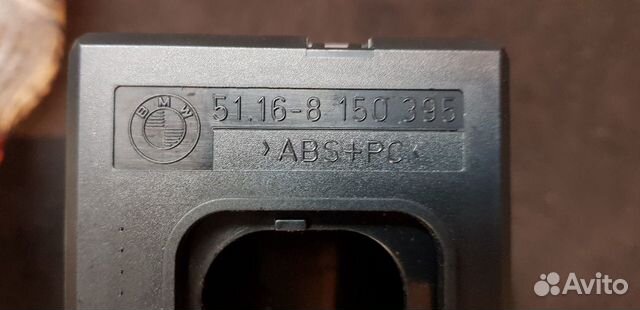 BMW
51.16-8 150 395
>ABS+PC<
Avito